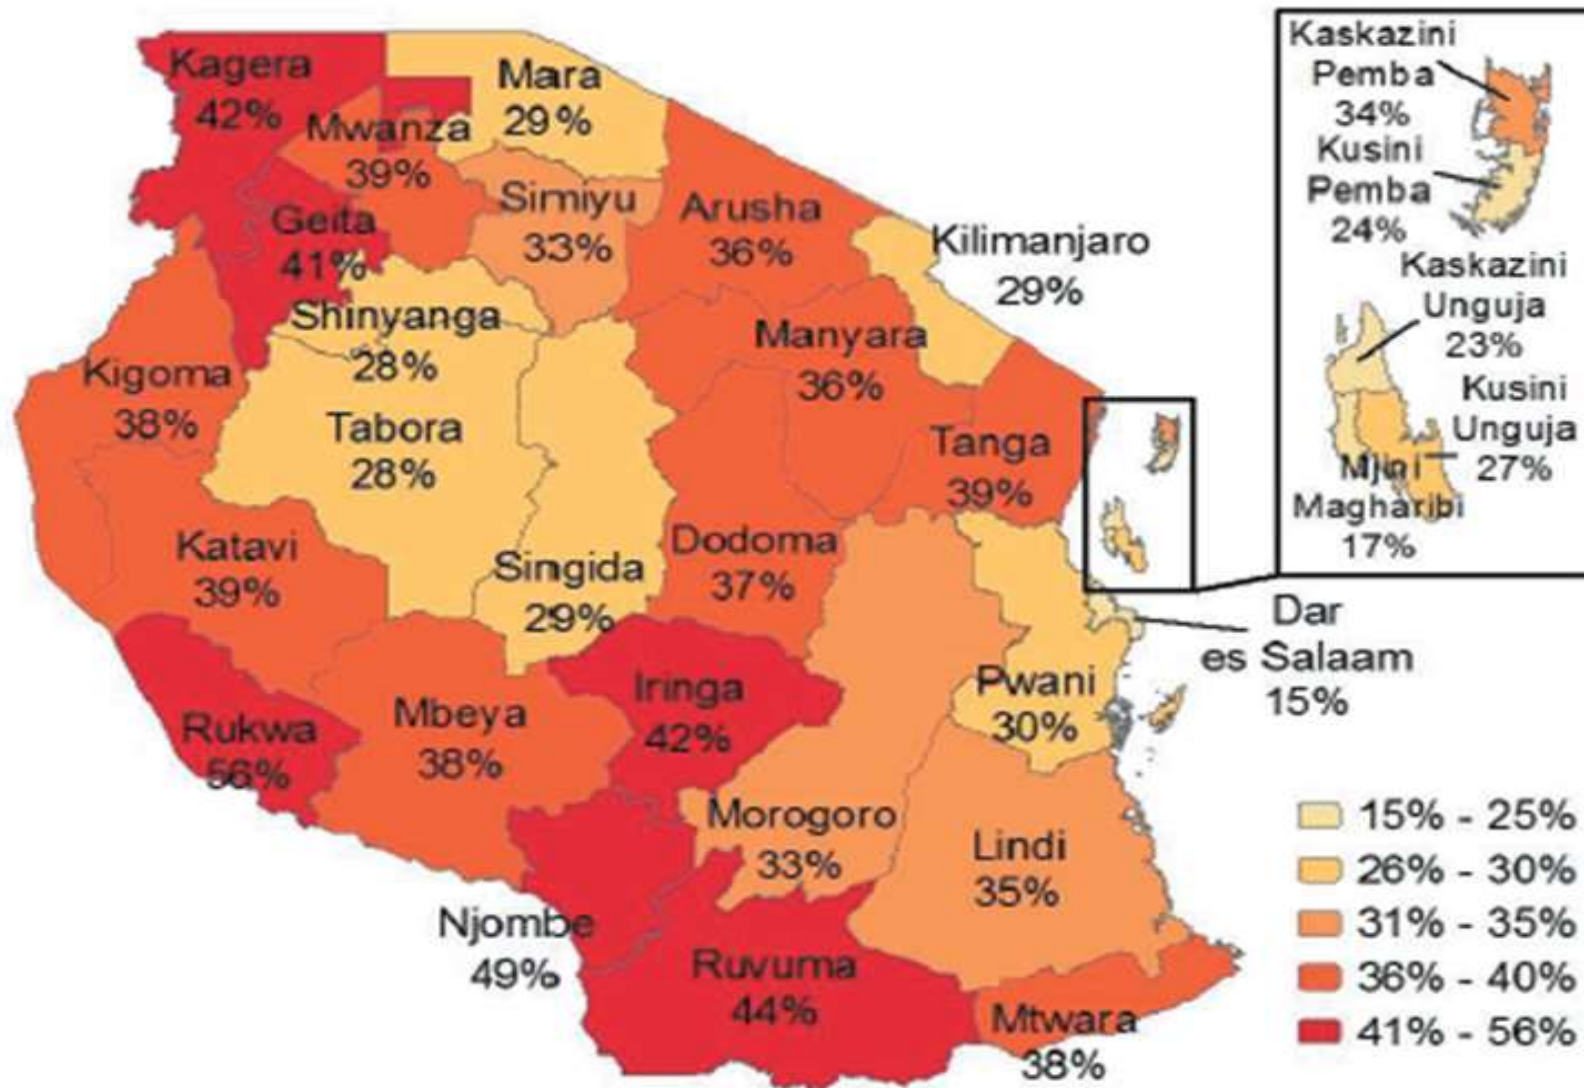 Kagera
42%
Mara
29%
Mwanza
39%
Simiyu
33%
Arusha
36%
Kilimanjaro
29%
Geita
41%
Shinyanga
28%
Manyara
36%
Kigoma
38%
Tabora
28%
Tanga
39%
Katavi
39%
Singida
29%
Dodoma
37%
Dar
es Salaam
15%
Rukwa
56%
Mbeya
38%
Iringa
42%
Pwani
30%
Morogoro
33%
Lindi
35%
Njombe
49%
Ruvuma
44%
Mtwara
38%
Kaskazini
Pemba
34%
Kusini
Pemba
24%
Kaskazini
Unguja
23%
Kusini
Unguja
27%
Mjini
Magharibi
17%
15% - 25%
26% - 30%
31% - 35%
36% - 40%
41% - 56%